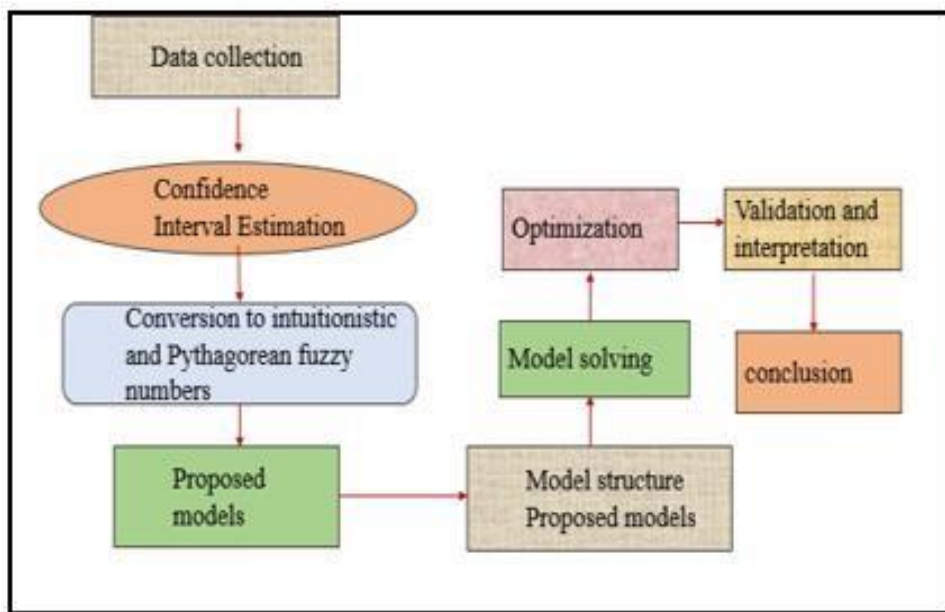 Data collection
Confidence
Interval Estimation
Conversion to intuitionistic
and Pythagorean fuzzy
numbers
Proposed
models
Model structure
Proposed models
Model solving
Optimization
Validation and
interpretation
conclusion